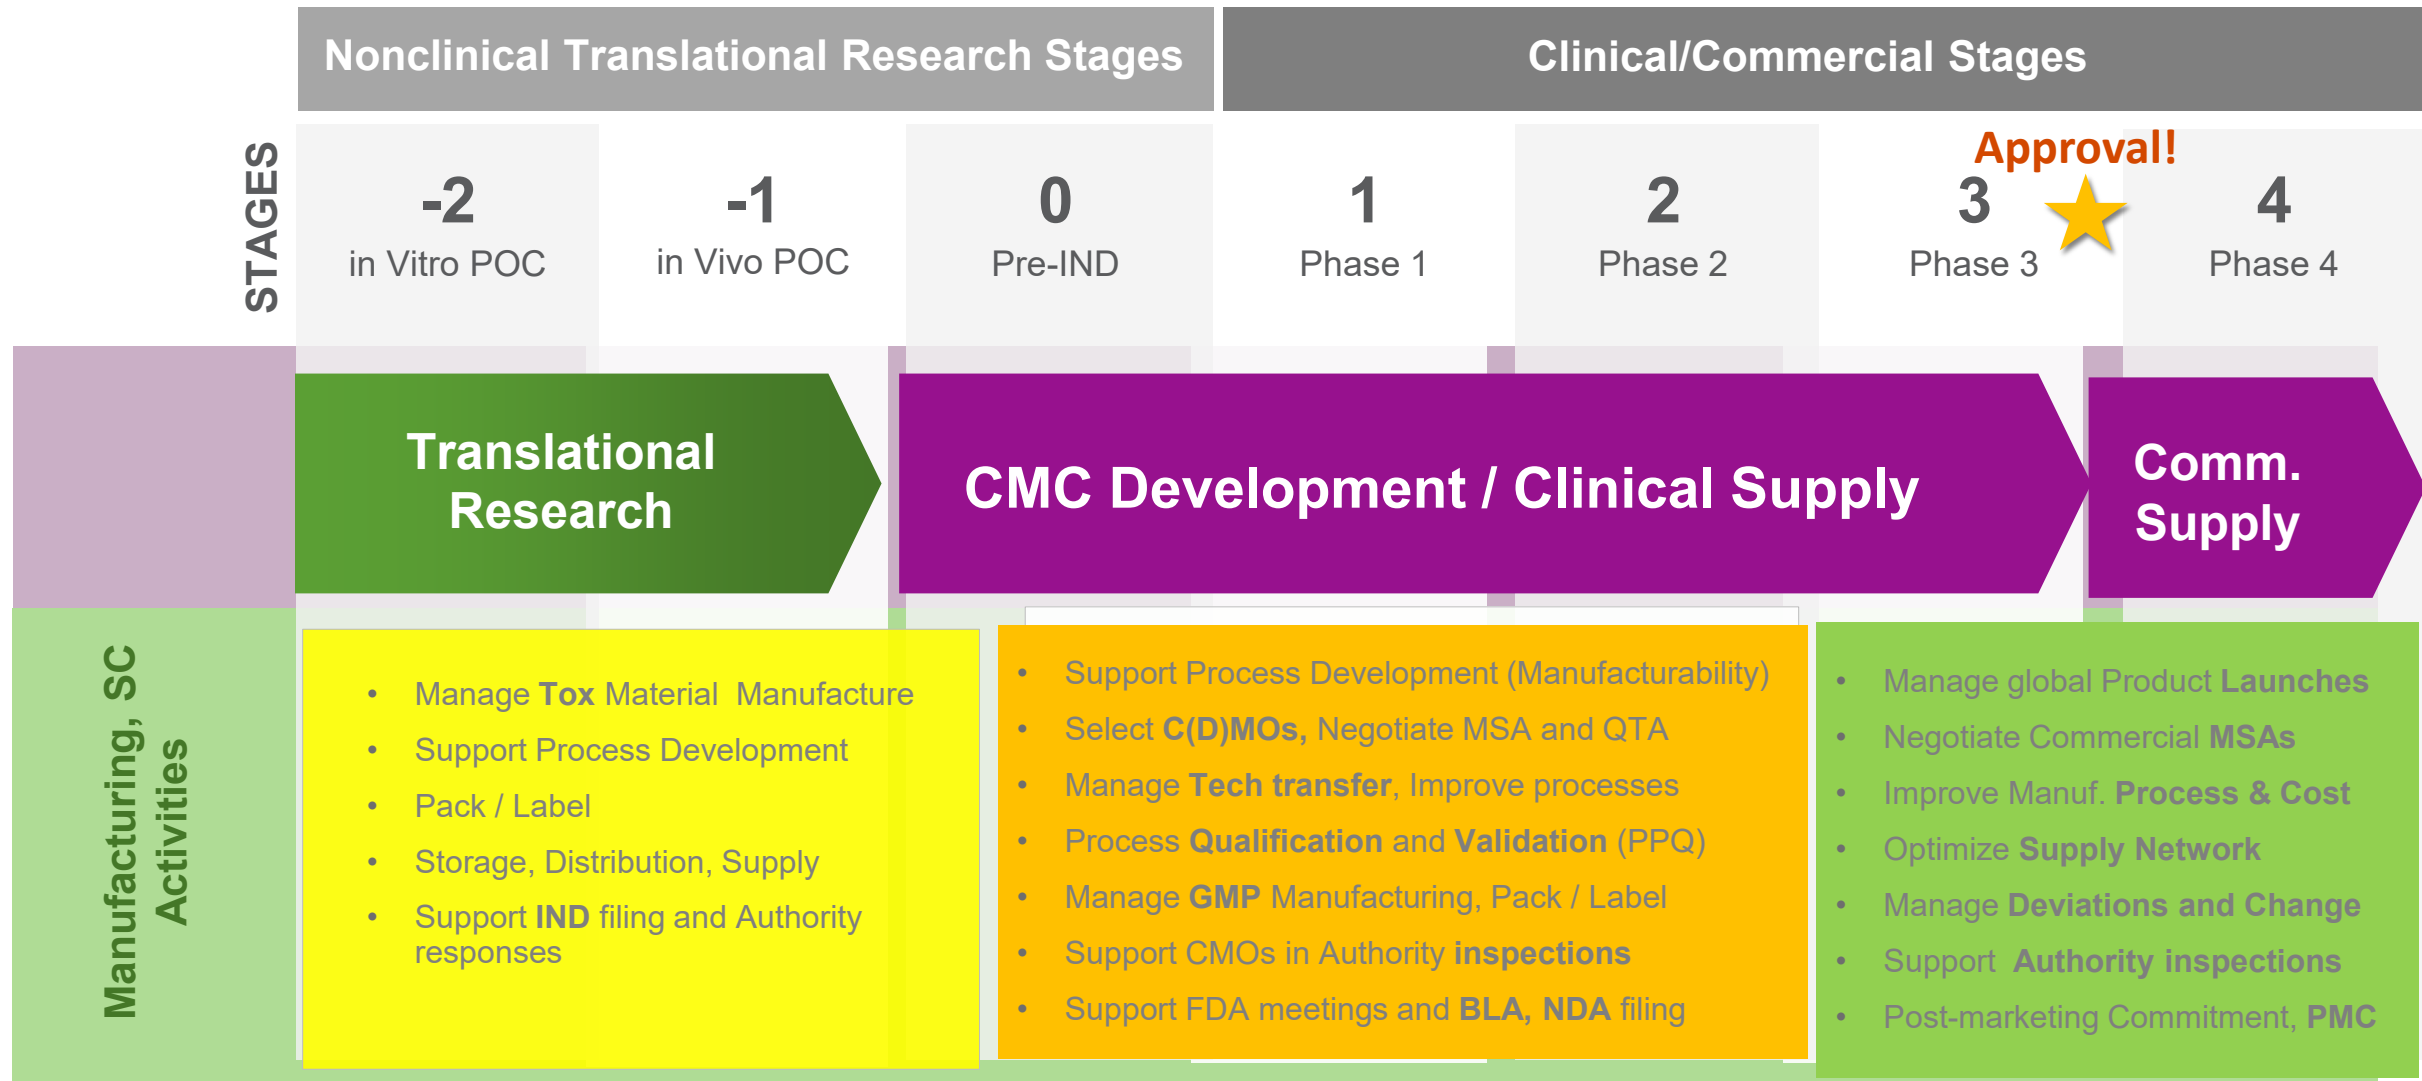 Nonclinical Translational Research Stages
Clinical/Commercial Stages
STAGES
-2
in Vitro POC
-1
in Vivo POC
0
Pre-IND
1
Phase 1
2
Phase 2
3
Phase 3
Approval!
4
Phase 4
Translational
Research
CMC Development / Clinical Supply
Comm.
Supply
Manufacturing, SC
Activities
• Manage Tox Material Manufacture
• Support Process Development
• Pack / Label
• Storage, Distribution, Supply
• Support IND filing and Authority
responses
• Support Process Development (Manufacturability)
• Select C(D)MOs, Negotiate MSA and QTA
• Manage Tech transfer, Improve processes
• Process Qualification and Validation (PPQ)
• Manage GMP Manufacturing, Pack / Label
• Support CMOs in Authority inspections
• Support FDA meetings and BLA, NDA filing
• Manage global Product Launches
• Negotiate Commercial MSAs
• Improve Manuf. Process & Cost
• Optimize Supply Network
• Manage Deviations and Change
• Support Authority inspections
• Post-marketing Commitment, PMC